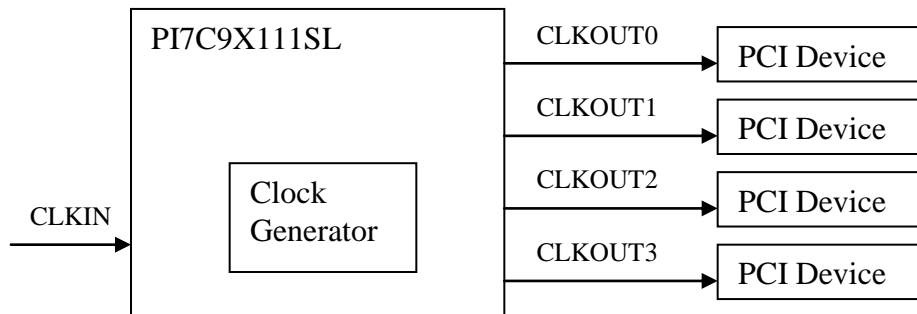 PI7C9X111SL
CLKOUT0
PCI Device
CLKOUT1
PCI Device
CLKOUT2
PCI Device
CLKOUT3
PCI Device
CLKIN
Clock
Generator